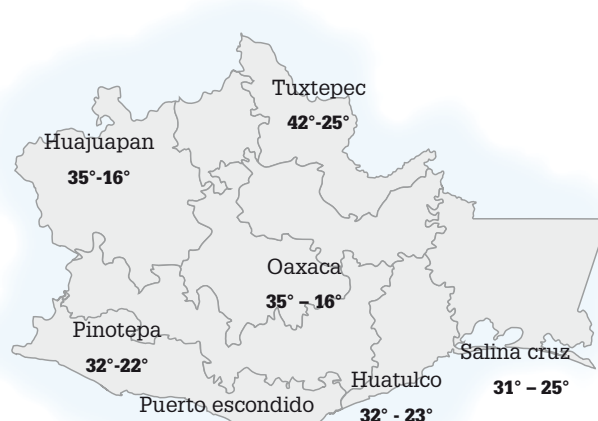 Tuxtepec
42°-25°
Huajuapan
35°-16°
Oaxaca
35° – 16°
Pinotepa
32°-22°
Salina cruz
31° – 25°
Huatulco
32° - 23°
Puerto escondido